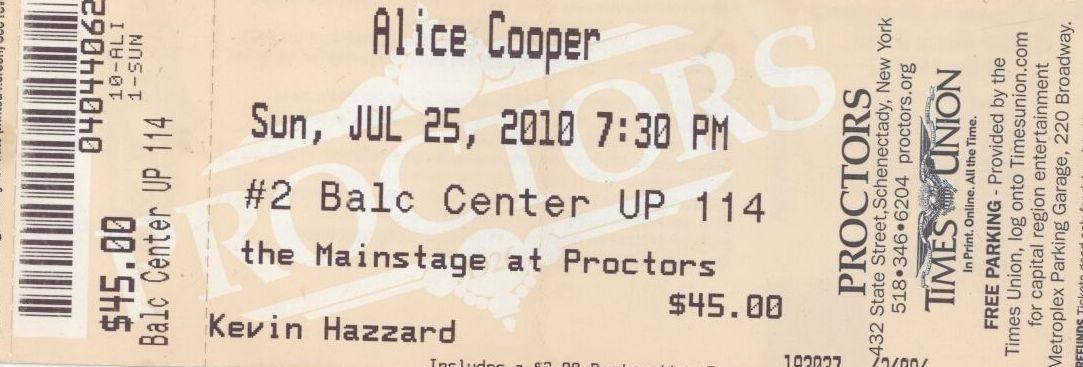 04044062
10-ALI
1-SUN
$45.00
Balc Center UP 114
Alice Cooper
Sun, JUL 25, 2010 7:30 PM
#2 Balc Center UP 114
the Mainstage at Proctors
$45.00
Kevin Hazzard
PROCTORS
PROCTORS
432 State Street,Schenectady, New York
518•346•6204 proctors.org
TIMES UNION
In Print. Online. All the Time.
FREE PARKING - Provided by the
Times Union, log onto Timesunion.com
for capital region entertainment
Metroplex Parking Garage, 220 Broadway.